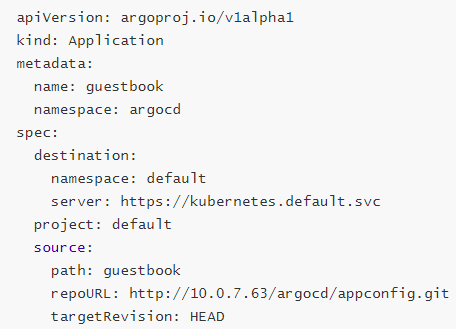 apiVersion: argoproj.io/v1alpha1
kind: Application
metadata:
  name: guestbook
  namespace: argocd
spec:
  destination:
    namespace: default
    server: https://kubernetes.default.svc
  project: default
  source:
    path: guestbook
    repoURL: http://10.0.7.63/argocd/appconfig.git
    targetRevision: HEAD